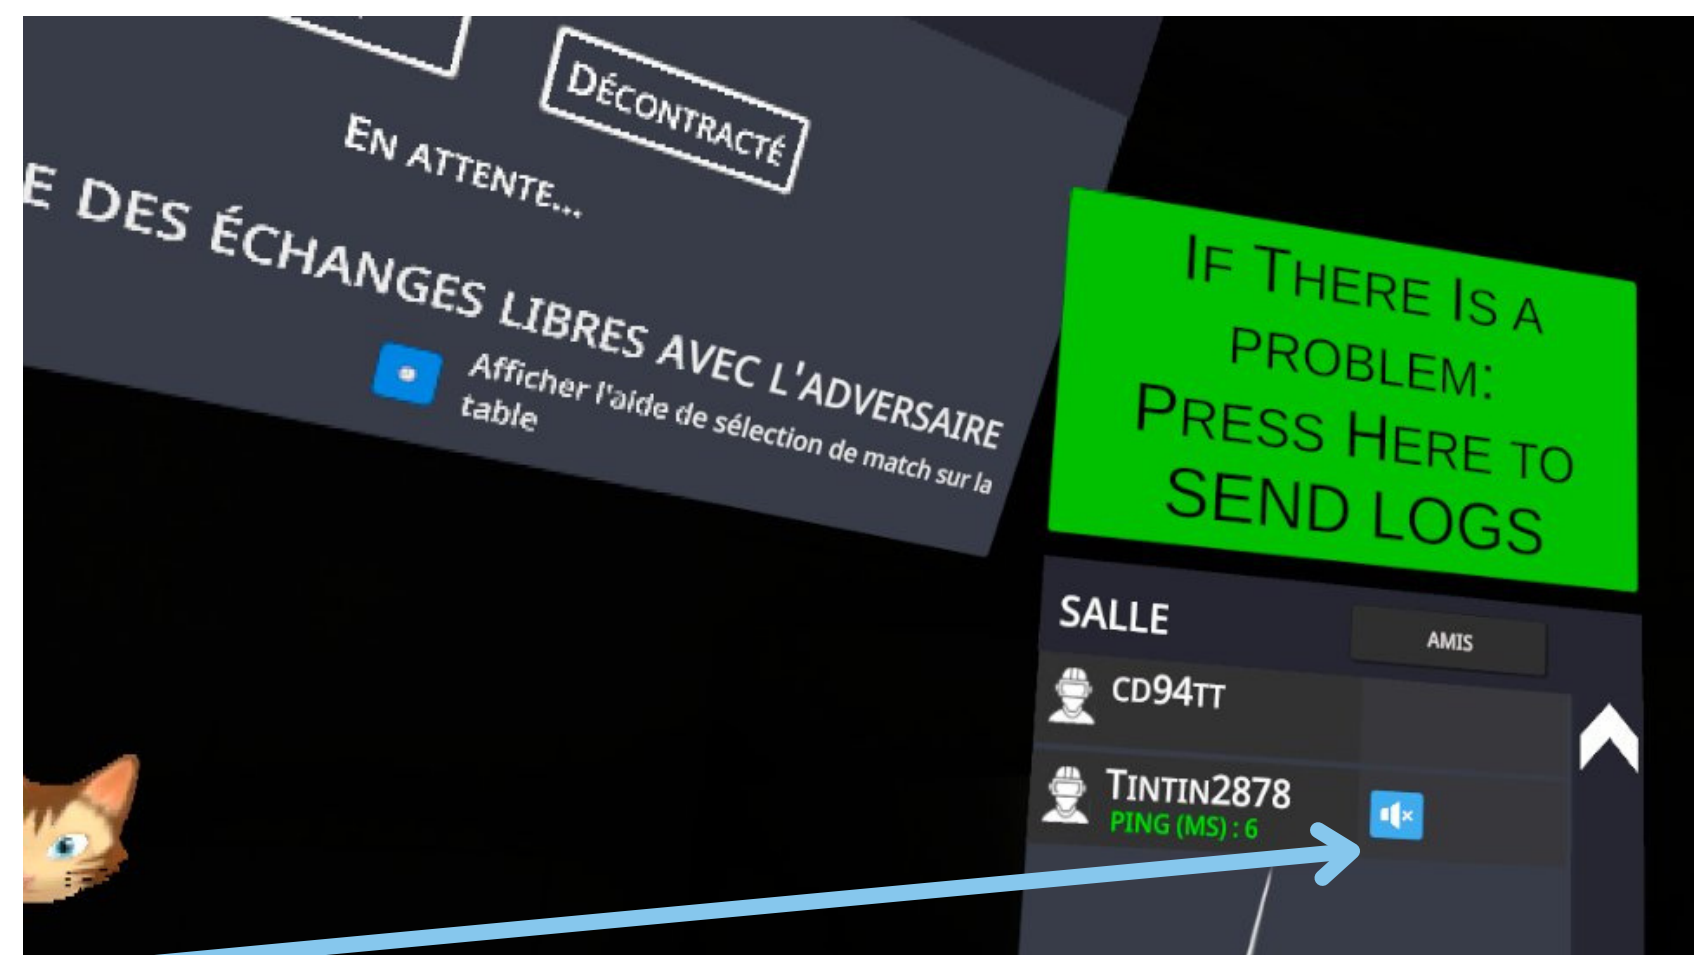 Décontracté
En attente...
E des échanges libres avec l'adversaire
Afficher l'aide de sélection de match sur la
table
If There Is a
problem:
Press Here to
SEND LOGS
SALLE
AMIS
cd94tt
Tintin2878
PING (MS) : 6